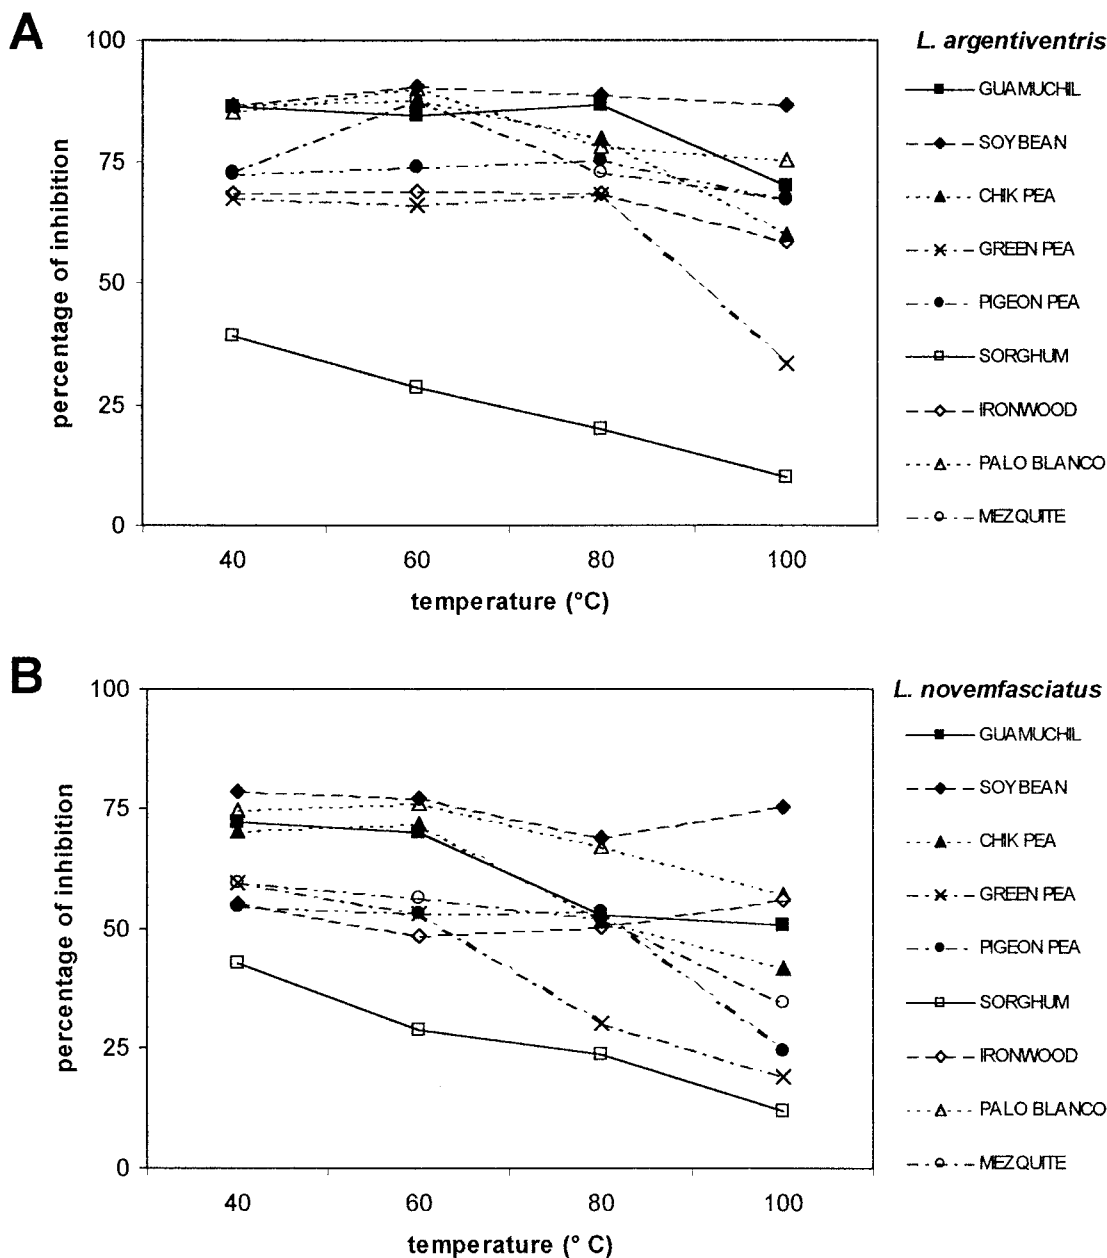 A
L. argentiventris
100
75
50
25
0
percentage of inhibition
40 60 80 100
temperature (°C)
GUAMUCHIL
SOYBEAN
CHIK PEA
GREEN PEA
PIGEON PEA
SORGHUM
IRONWOOD
PALO BLANCO
MEZQUITE
B
L. novemfasciatus
100
75
50
25
0
percentage of inhibition
40 60 80 100
temperature (° C)
GUAMUCHIL
SOYBEAN
CHIK PEA
GREEN PEA
PIGEON PEA
SORGHUM
IRONWOOD
PALO BLANCO
MEZQUITE